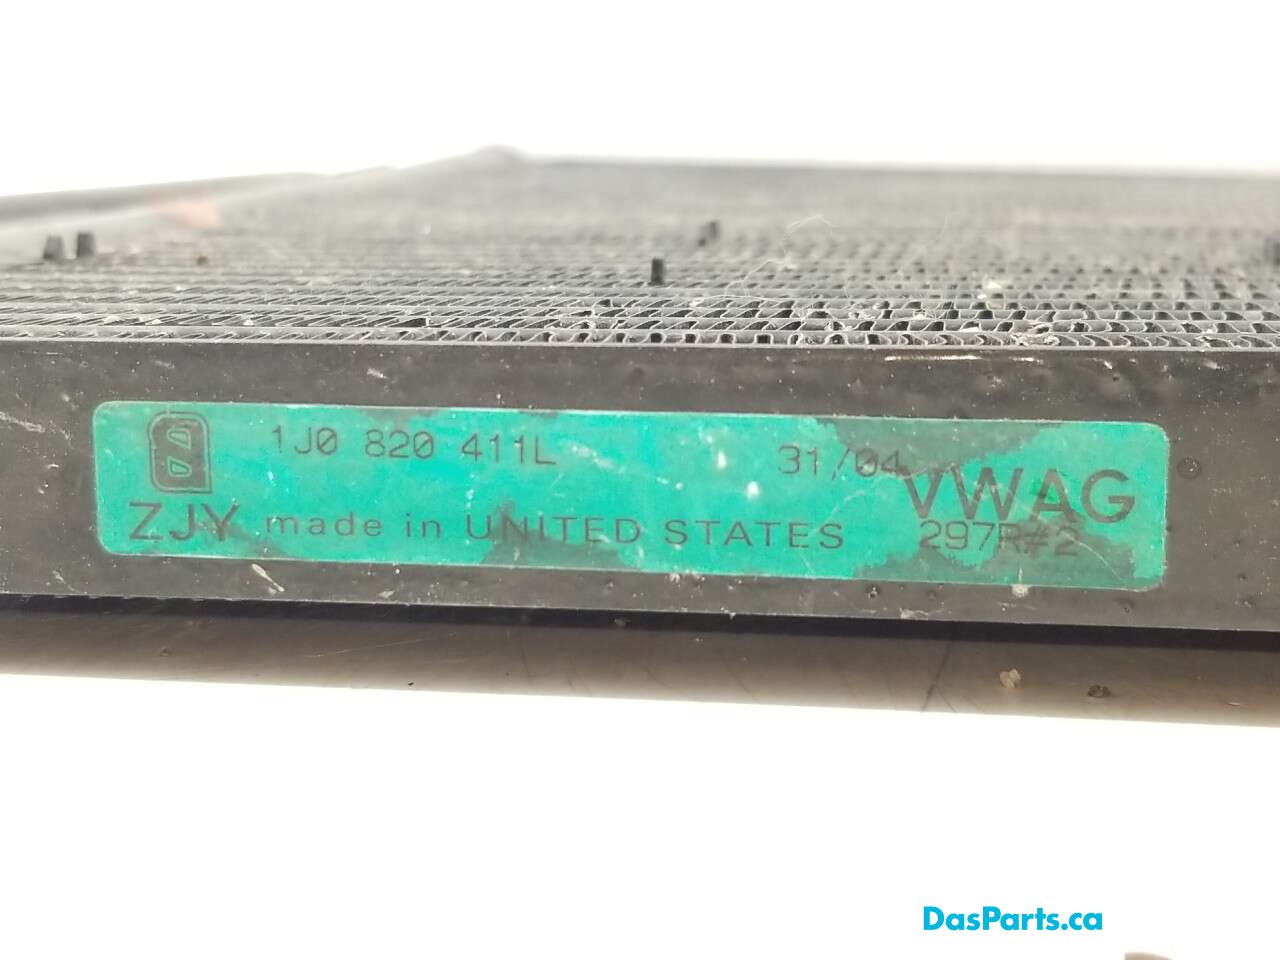 1J0 820 411L 31/04
VWAG
ZJY made in UNITED STATES 297R#2
DasParts.ca